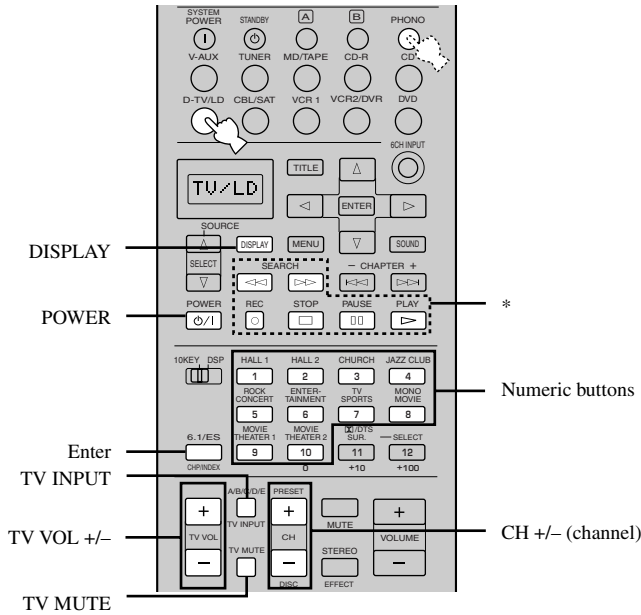 SYSTEM
POWER STANDBY A B PHONO
V-AUX TUNER MD/TAPE CD-R CD
D-TV/LD CBL/SAT VCR 1 VCR2/DVR DVD
6CH INPUT
TITLE
TV/LD
ENTER
SOURCE
DISPLAY
DISPLAY MENU SOUND
SELECT
SEARCH – CHAPTER +
*
POWER
POWER REC STOP PAUSE PLAY
10KEY DSP HALL 1 HALL 2 CHURCH JAZZ CLUB
1 2 3 4
Numeric buttons
ROCK CONCERT ENTER-TAINMENT TV SPORTS MONO MOVIE
5 6 7 8
MOVIE THEATER 1 MOVIE THEATER 2 /DTS SUR. — SELECT
Enter
6.1/ES 9 10 11 12
CHP/INDEX 0 +10 +100
TV INPUT
A/B/C/D/E PRESET
+ + +
TV INPUT MUTE
TV VOL +/–
TV VOL CH VOLUME
CH +/– (channel)
TV MUTE STEREO
– – –
DISC EFFECT
TV MUTE